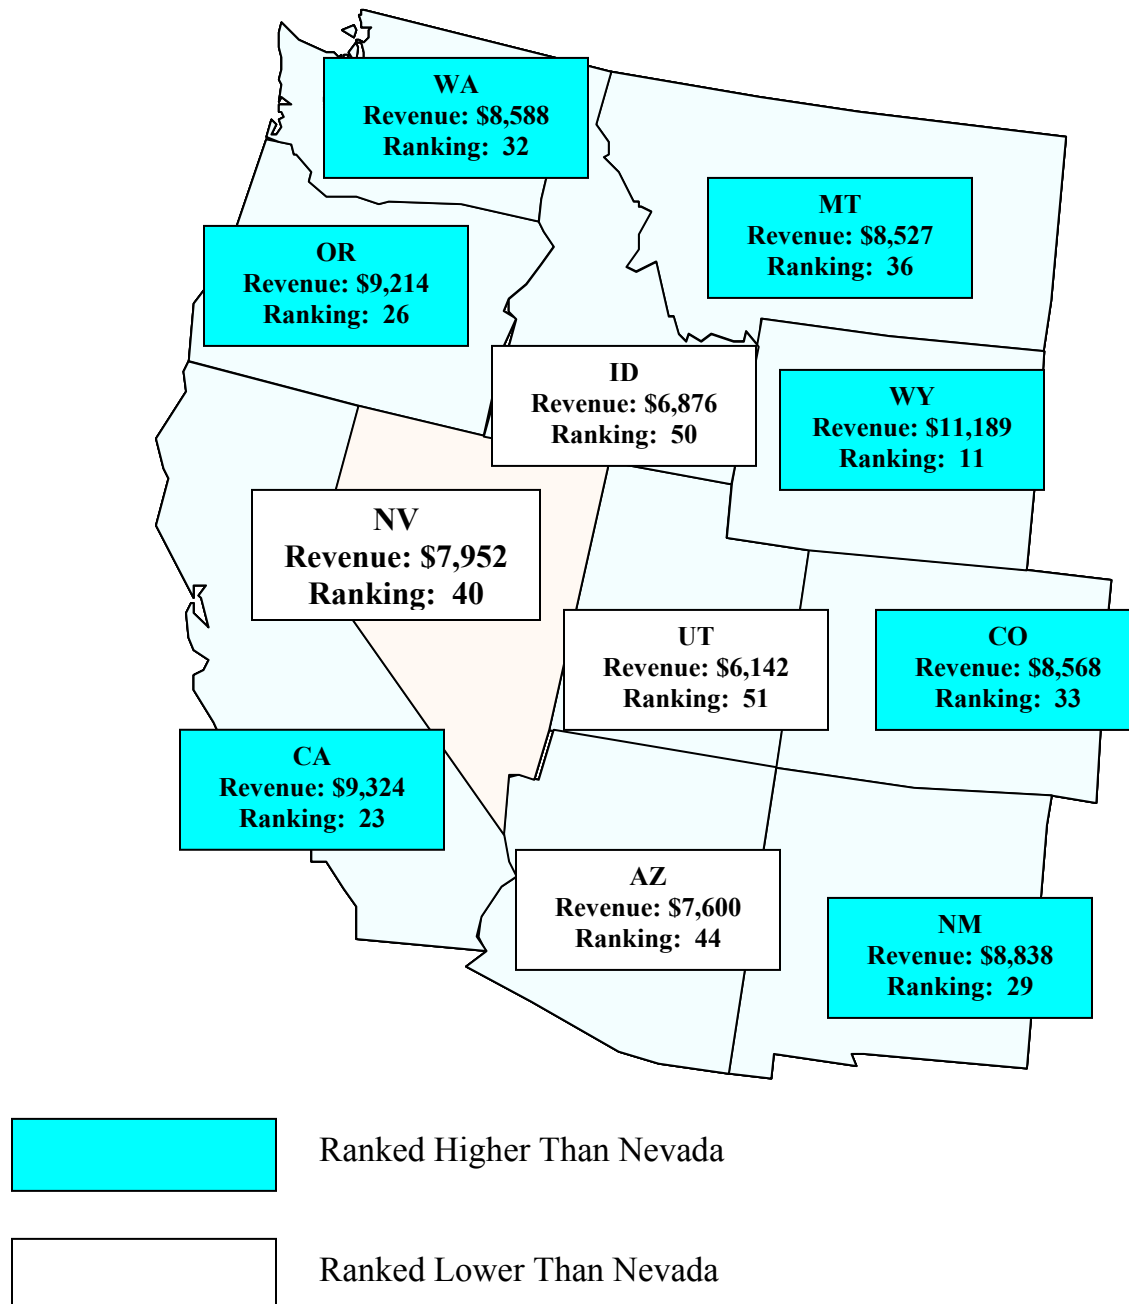 WA
Revenue: $8,588
Ranking: 32
MT
Revenue: $8,527
Ranking: 36
OR
Revenue: $9,214
Ranking: 26
ID
Revenue: $6,876
Ranking: 50
WY
Revenue: $11,189
Ranking: 11
NV
Revenue: $7,952
Ranking: 40
UT
Revenue: $6,142
Ranking: 51
CO
Revenue: $8,568
Ranking: 33
CA
Revenue: $9,324
Ranking: 23
AZ
Revenue: $7,600
Ranking: 44
NM
Revenue: $8,838
Ranking: 29
Ranked Higher Than Nevada
Ranked Lower Than Nevada